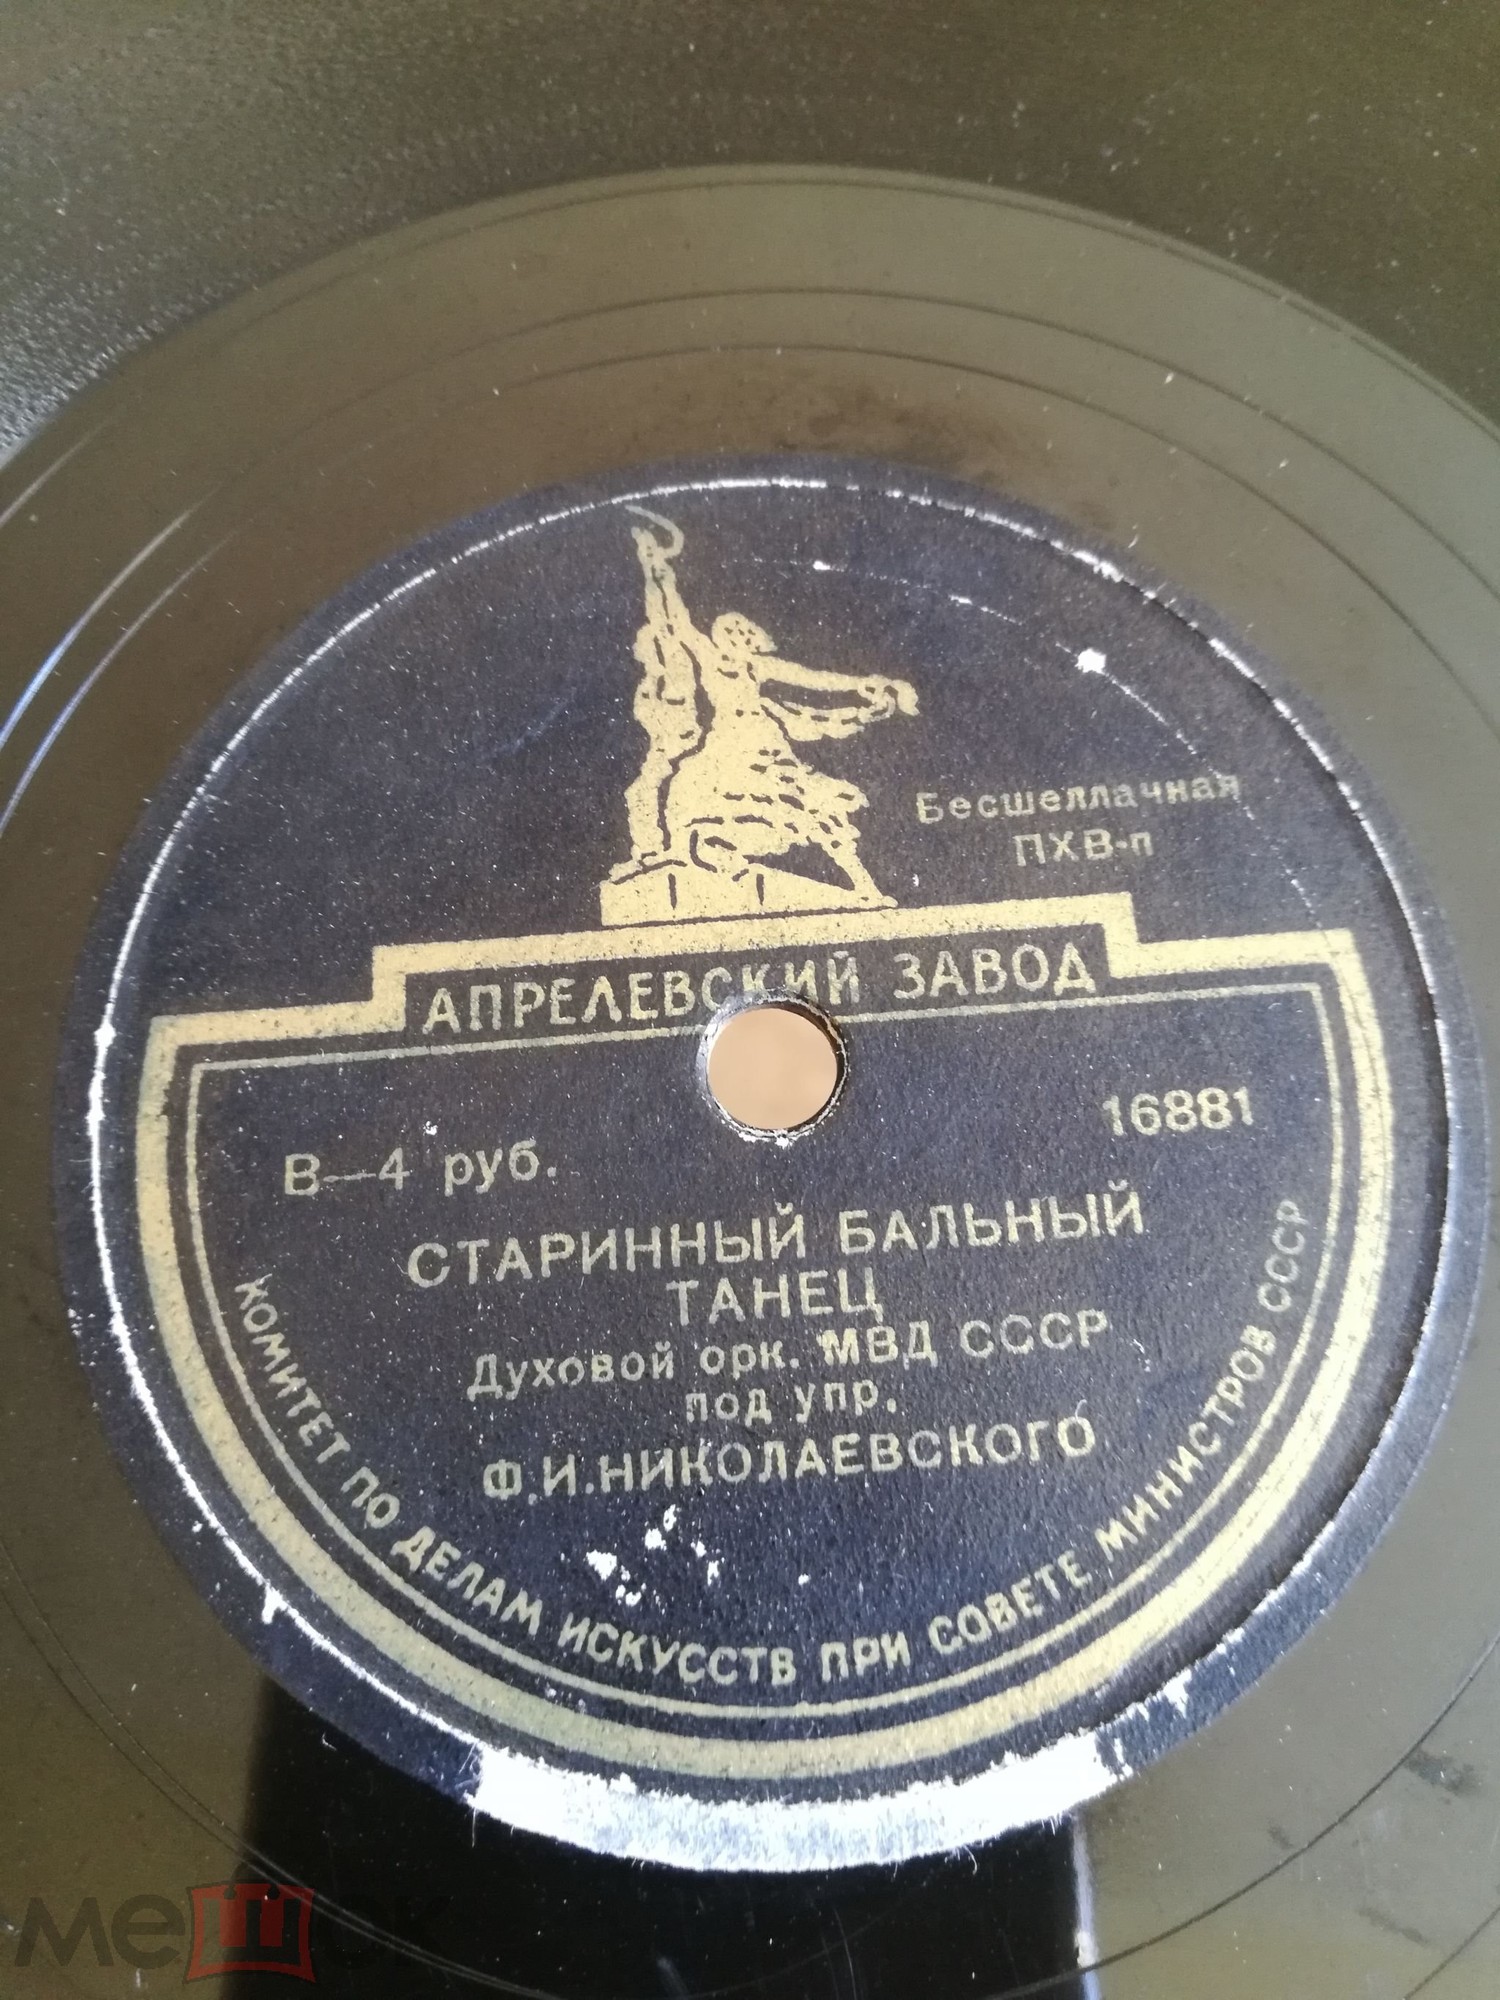 Бесшеллачная
ПХВ-п
АПРЕЛЕВСКИЙ ЗАВОД
16881
В—4 руб.
СТАРИННЫЙ БАЛЬНЫЙ
ТАНЕЦ
Духовой орк. МВД СССР
под упр.
Ф.И.НИКОЛАЕВСКОГО
КОМИТЕТ ПО ДЕЛАМ ИСКУССТВ ПРИ СОВЕТЕ МИНИСТРОВ СССР
мешок